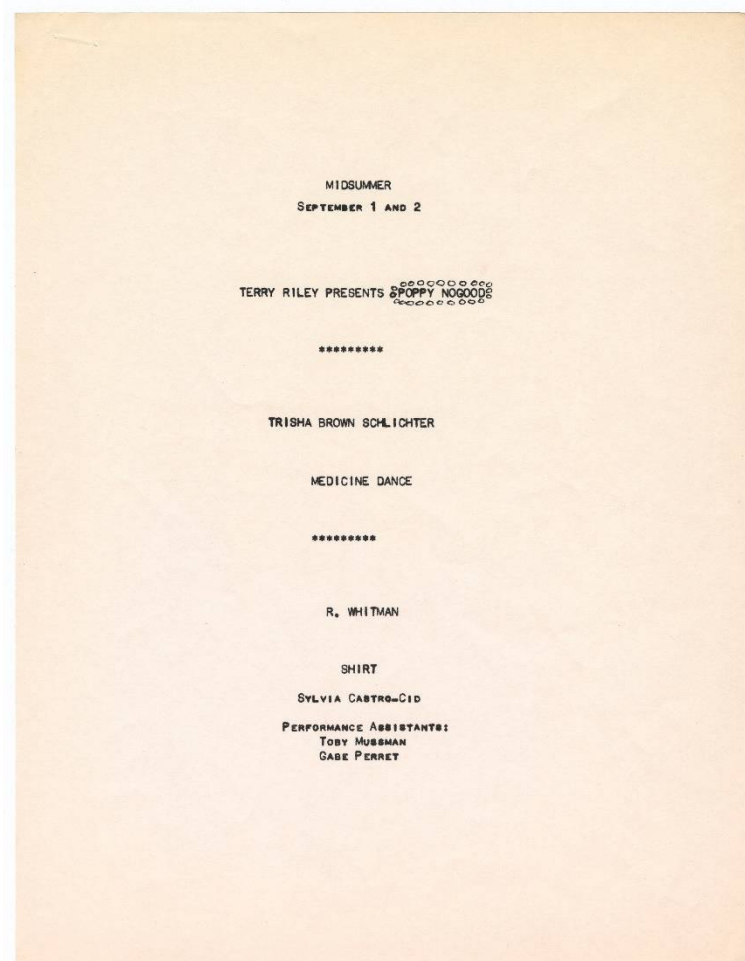 MIDSUMMER
SEPTEMBER 1 AND 2
TERRY RILEY PRESENTS POPPY NOGOOD
*********
TRISHA BROWN SCHLICHTER
MEDICINE DANCE
*********
R. WHITMAN
SHIRT
SYLVIA CASTRO-CID
PERFORMANCE ASSISTANTS:
TOBY MUSSMAN
GABE PERRET